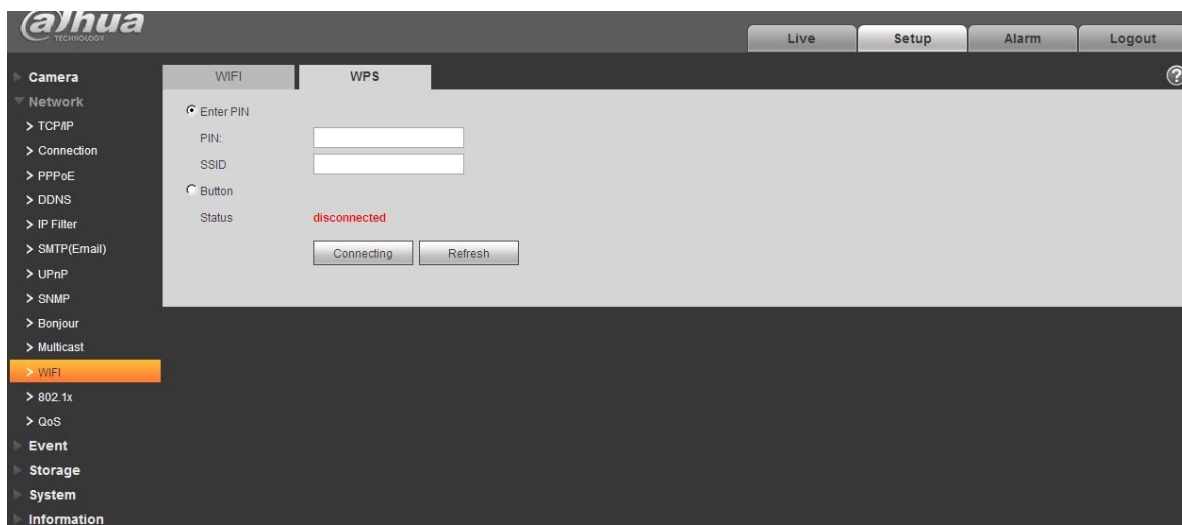 alhua
TECHNOLOGY
Live Setup Alarm Logout
Camera WIFI WPS ?
Network
Enter PIN
> TCP/IP
PIN:
> Connection
SSID
> PPPoE
Button
> DDNS
Status disconnected
> IP Filter
> SMTP(Email)
Connecting Refresh
> UPnP
> SNMP
> Bonjour
> Multicast
> WIFI
> 802.1x
> QoS
Event
Storage
System
Information